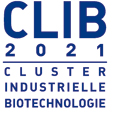 CLIB
2021
CLUSTER
INDUSTRIELLE
BIOTECHNOLOGIE